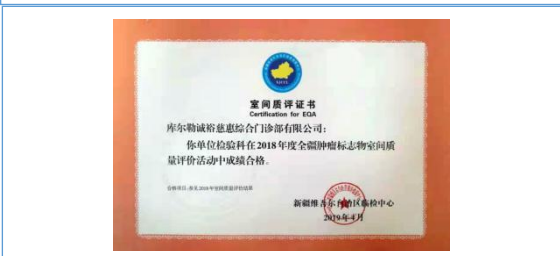 室间质评证书
Certification for EQA
库尔勒诚裕慈惠综合门诊部有限公司：
你单位检验科在2018年度全疆肿瘤标志物室间质
量评价活动中成绩合格。
新疆维吾尔自治区临检中心
2019年4月